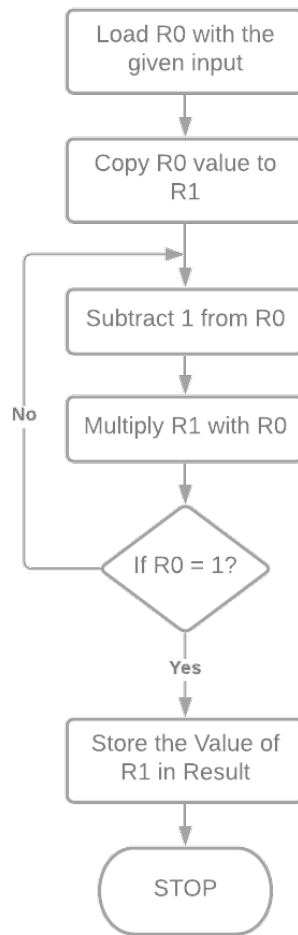 Load R0 with the
given input
Copy R0 value to
R1
Subtract 1 from R0
No
Multiply R1 with R0
If R0 = 1?
Yes
Store the Value of
R1 in Result
STOP